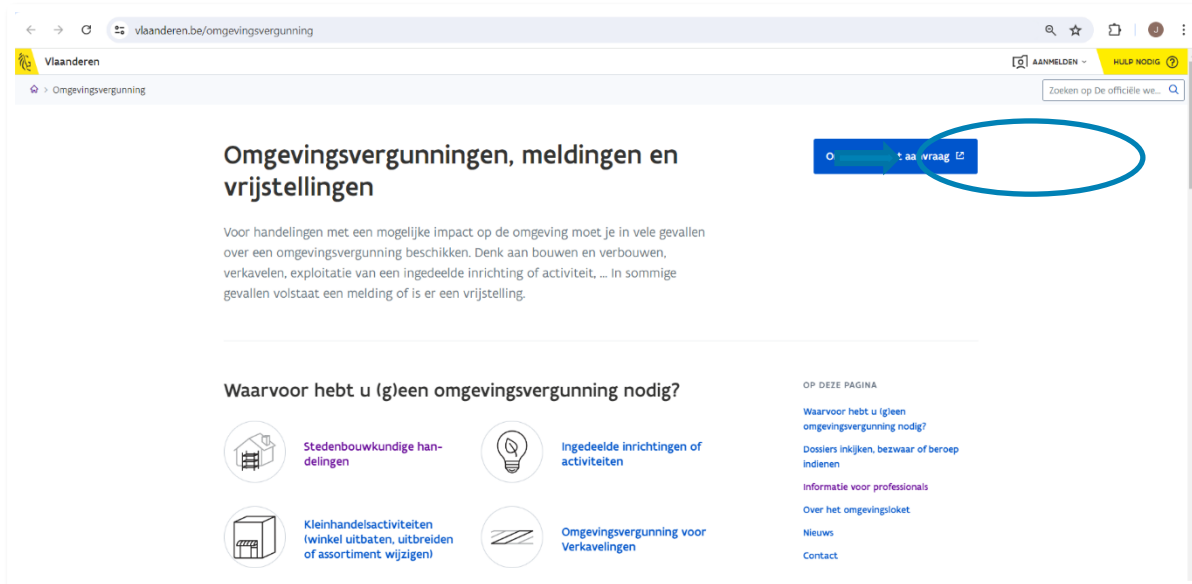 vlaanderen.be/omgevingsvergunning
J
Vlaanderen
AANMELDEN
HULP NODIG
Omgevingsvergunning
Zoeken op De officiële we...
Omgevingsvergunningen, meldingen en
vrijstellingen
aanvraag
Voor handelingen met een mogelijke impact op de omgeving moet je in vele gevallen
over een omgevingsvergunning beschikken. Denk aan bouwen en verbouwen,
verkavelen, exploitatie van een ingedeelde inrichting of activiteit, ... In sommige
gevallen volstaat een melding of is er een vrijstelling.
Waarvoor hebt u (g)een omgevingsvergunning nodig?
Stedenbouwkundige han-
delingen
Ingedeelde inrichtingen of
activiteiten
Kleinhandelsactiviteiten
(winkel uitbaten, uitbreiden
of assortiment wijzigen)
Omgevingsvergunning voor
Verkavelingen
OP DEZE PAGINA
Waarvoor hebt u (g)een
omgevingsvergunning nodig?
Dossiers inkijken, bezwaar of beroep
indienen
Informatie voor professionals
Over het omgevingsloket
Nieuws
Contact